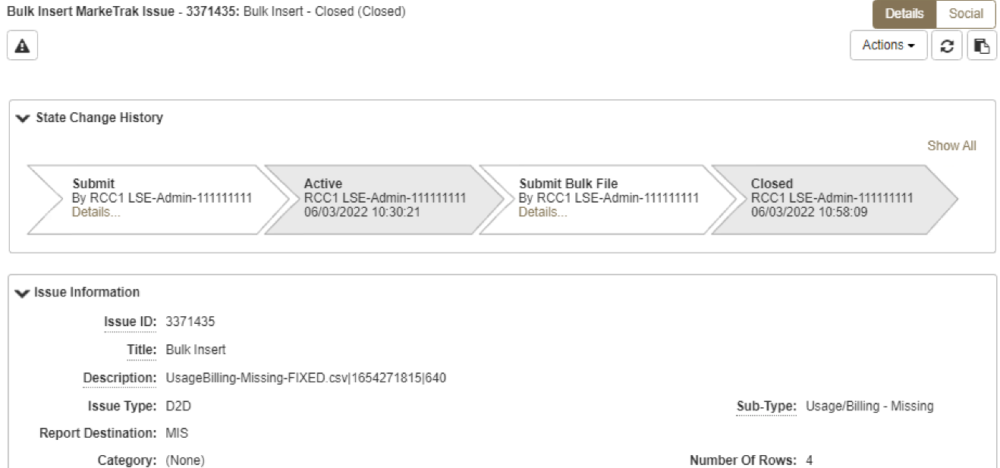 Bulk Insert MarkeTrak Issue - 3371435: Bulk Insert - Closed (Closed)
Details Social
Actions
State Change History
Show All
Submit
By RCC1 LSE-Admin-111111111
Details...
Active
RCC1 LSE-Admin-111111111
06/03/2022 10:30:21
Submit Bulk File
By RCC1 LSE-Admin-111111111
Details...
Closed
RCC1 LSE-Admin-111111111
06/03/2022 10:58:09
Issue Information
Issue ID: 3371435
Title: Bulk Insert
Description: UsageBilling-Missing-FIXED.csv|1654271815|640
Issue Type: D2D Sub-Type: Usage/Billing - Missing
Report Destination: MIS
Category: (None) Number Of Rows: 4